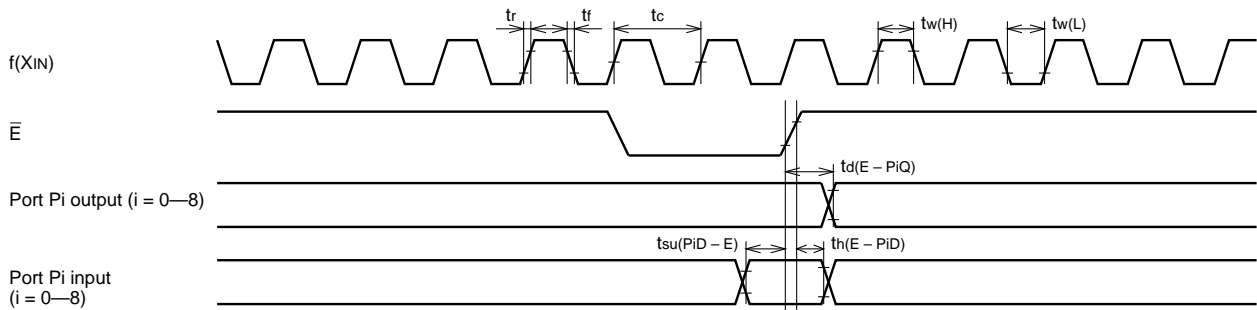 tr tf tc tw(H) tw(L)
f(XIN)
E̅
td(E – PiQ)
Port Pi output (i = 0—8)
tsu(PiD – E) th(E – PiD)
Port Pi input
(i = 0—8)